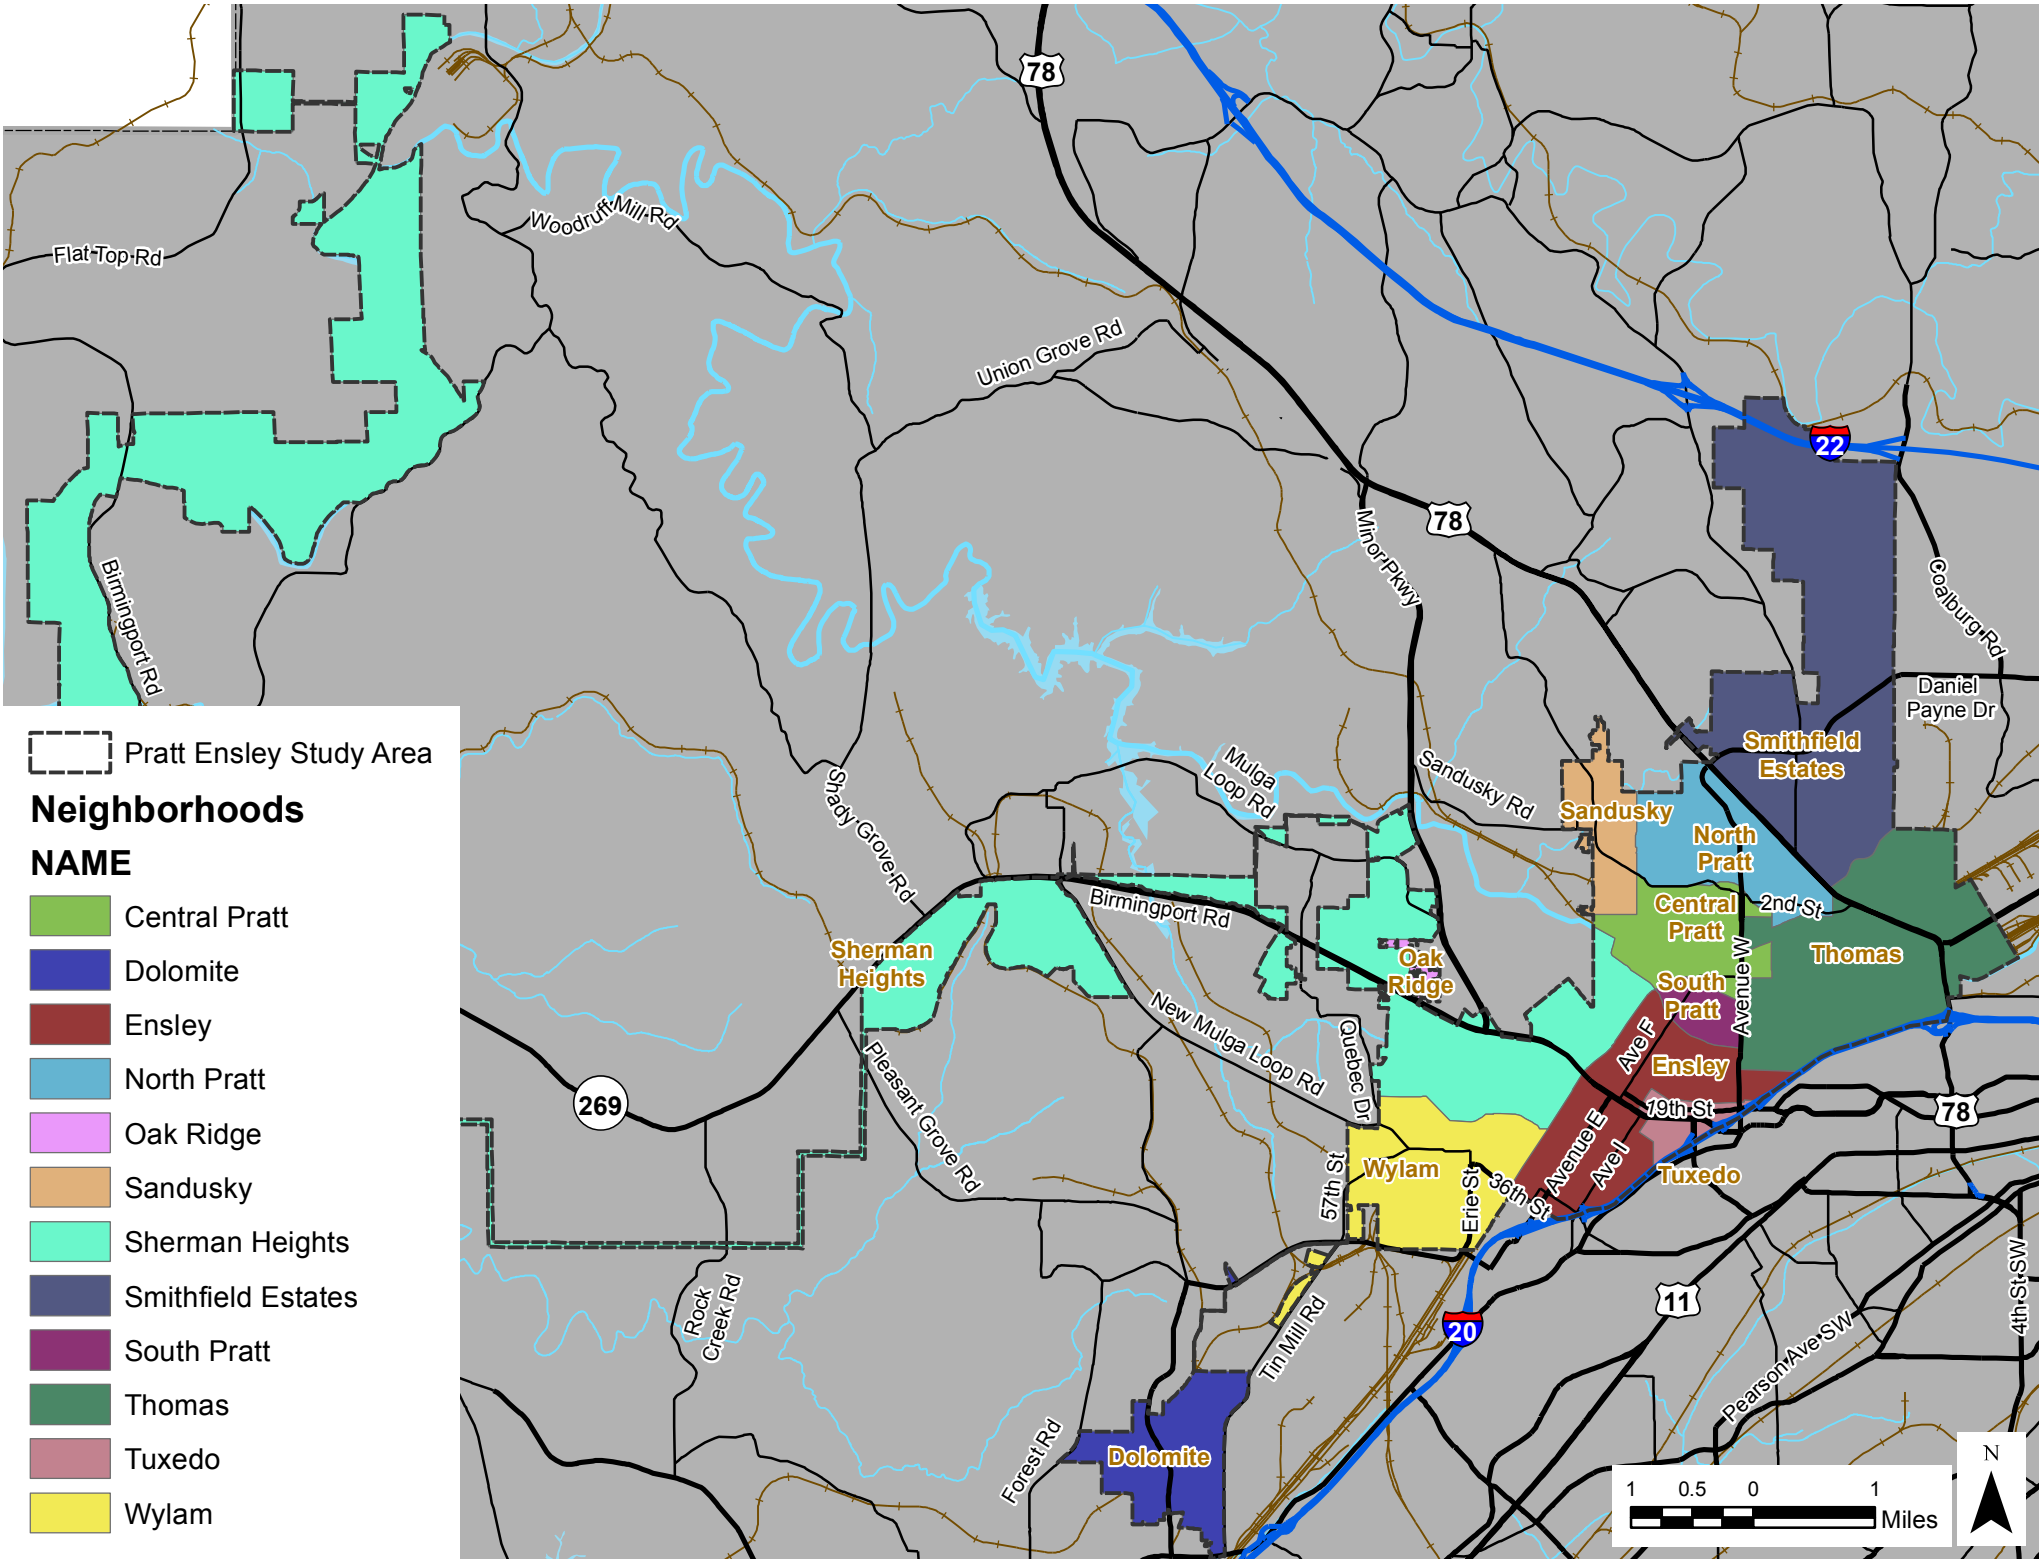 78
Woodruff Mill Rd
Flat Top Rd
Union Grove Rd
22
78
Minor Pkwy
Coalburg Rd
Birmingport Rd
Daniel
Payne Dr
Smithfield
Estates
Mulga
Loop Rd
Sandusky Rd
Sandusky
Shady Grove Rd
North
Pratt
Birmingport Rd
Central
Pratt
2nd St
Sherman
Heights
Oak
Ridge
Thomas
Avenue W
South
Pratt
New Mulga Loop Rd
Quebec Dr
Ave F
Ensley
Pleasant Grove Rd
269
19th St
78
Avenue E
Ave I
Wylam
Tuxedo
57th St
Erie St
36th St
Rock
Creek Rd
Tin Mill Rd
20
11
4th St SW
Pearson Ave SW
Forest Rd
Dolomite
Pratt Ensley Study Area
Neighborhoods
NAME
Central Pratt
Dolomite
Ensley
North Pratt
Oak Ridge
Sandusky
Sherman Heights
Smithfield Estates
South Pratt
Thomas
Tuxedo
Wylam
1 0.5 0 1
Miles
N